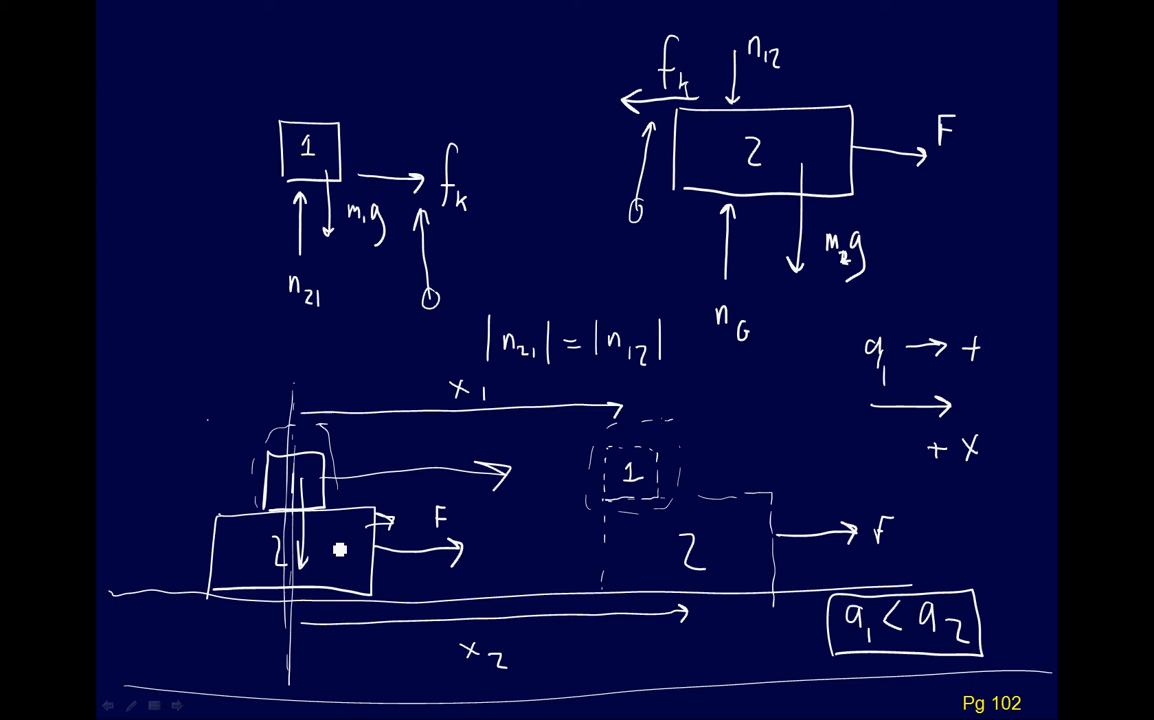 n12
fk
1
fk
m1g
n21
2
F
m2g
nG
|n21| = |n12|
a1 → +
+ x
x1
1
2
F
2
F
a1 < a2
x2
Pg 102